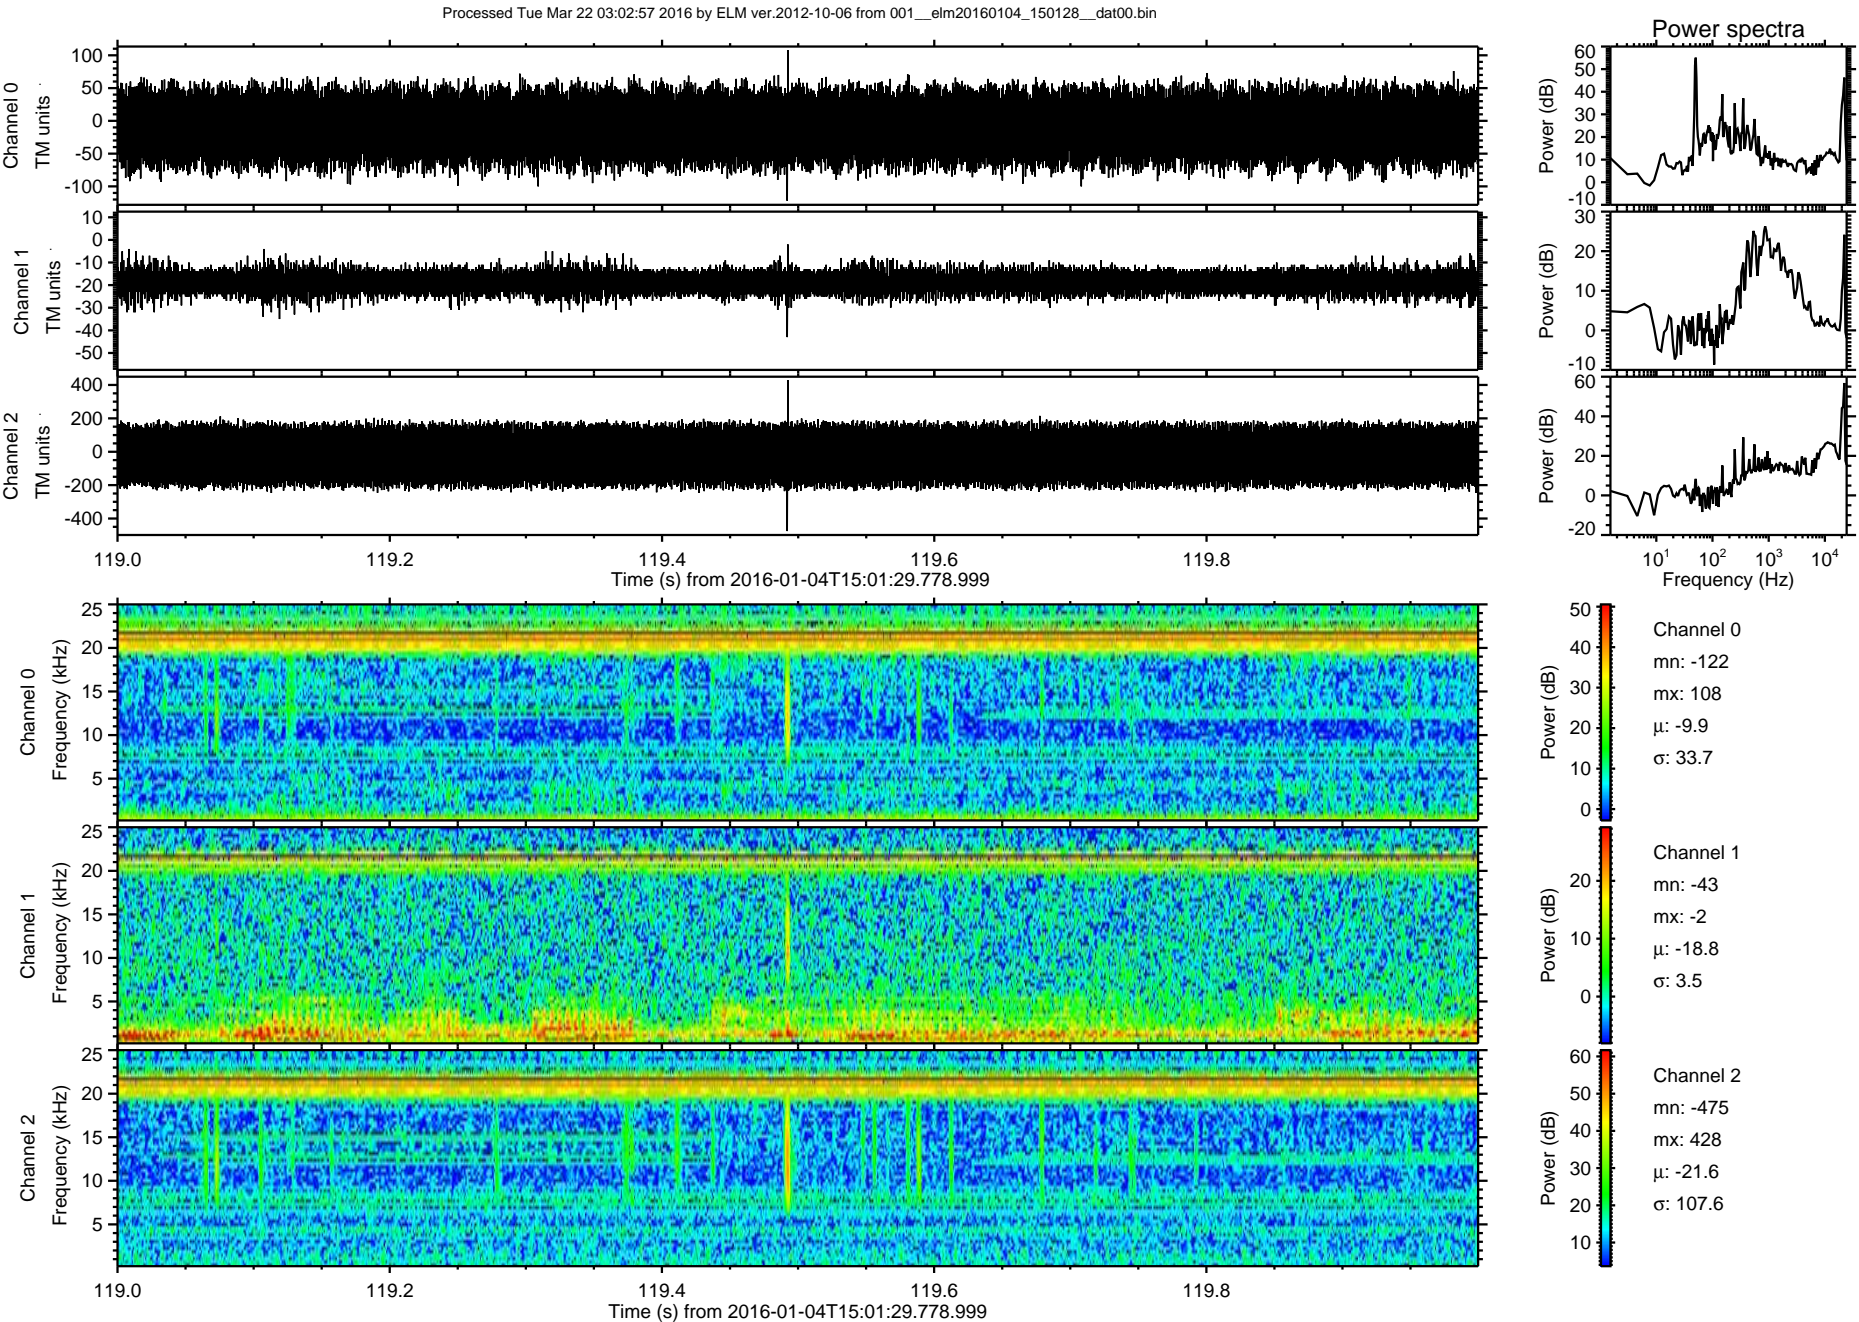 Processed Tue Mar 22 03:02:57 2016 by ELM ver.2012-10-06 from 001__elm20160104_150128__dat00.bin
Power spectra
Channel 0
TM units
100
50
0
-50
-100
Power (dB)
60
50
40
30
20
10
0
-10
Channel 1
TM units
10
0
-10
-20
-30
-40
-50
Power (dB)
30
20
10
0
-10
Channel 2
TM units
400
200
0
-200
-400
Power (dB)
60
40
20
0
-20
119.0 119.2 119.4 119.6 119.8
Time (s) from 2016-01-04T15:01:29.778.999
10¹ 10² 10³ 10⁴
Frequency (Hz)
Channel 0
Frequency (kHz)
25
20
15
10
5
Power (dB)
50
40
30
20
10
0
Channel 0
mn: -122
mx: 108
μ: -9.9
σ: 33.7
Channel 1
Frequency (kHz)
25
20
15
10
5
Power (dB)
20
10
0
Channel 1
mn: -43
mx: -2
μ: -18.8
σ: 3.5
Channel 2
Frequency (kHz)
25
20
15
10
5
Power (dB)
60
50
40
30
20
10
Channel 2
mn: -475
mx: 428
μ: -21.6
σ: 107.6
119.0 119.2 119.4 119.6 119.8
Time (s) from 2016-01-04T15:01:29.778.999